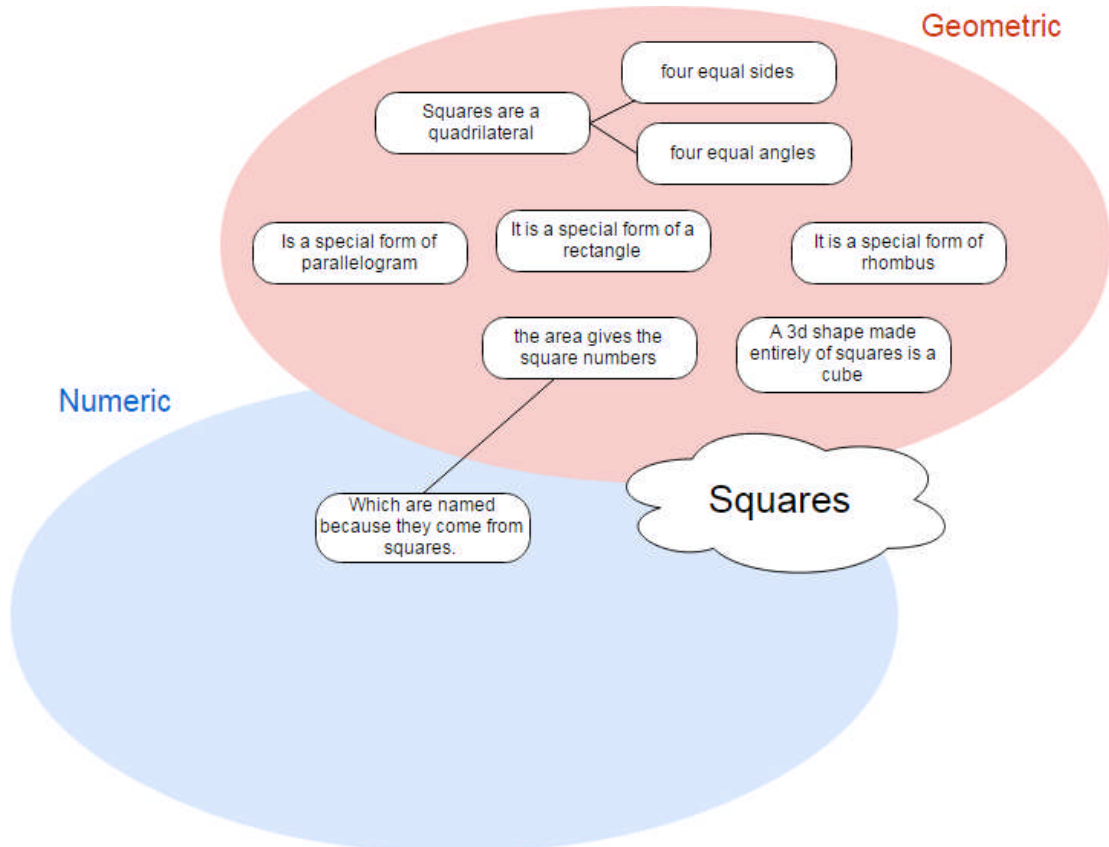 Geometric
four equal sides
Squares are a
quadrilateral
four equal angles
Is a special form of
parallelogram
It is a special form of a
rectangle
It is a special form of
rhombus
the area gives the
square numbers
A 3d shape made
entirely of squares is a
cube
Numeric
Which are named
because they come from
squares.
Squares